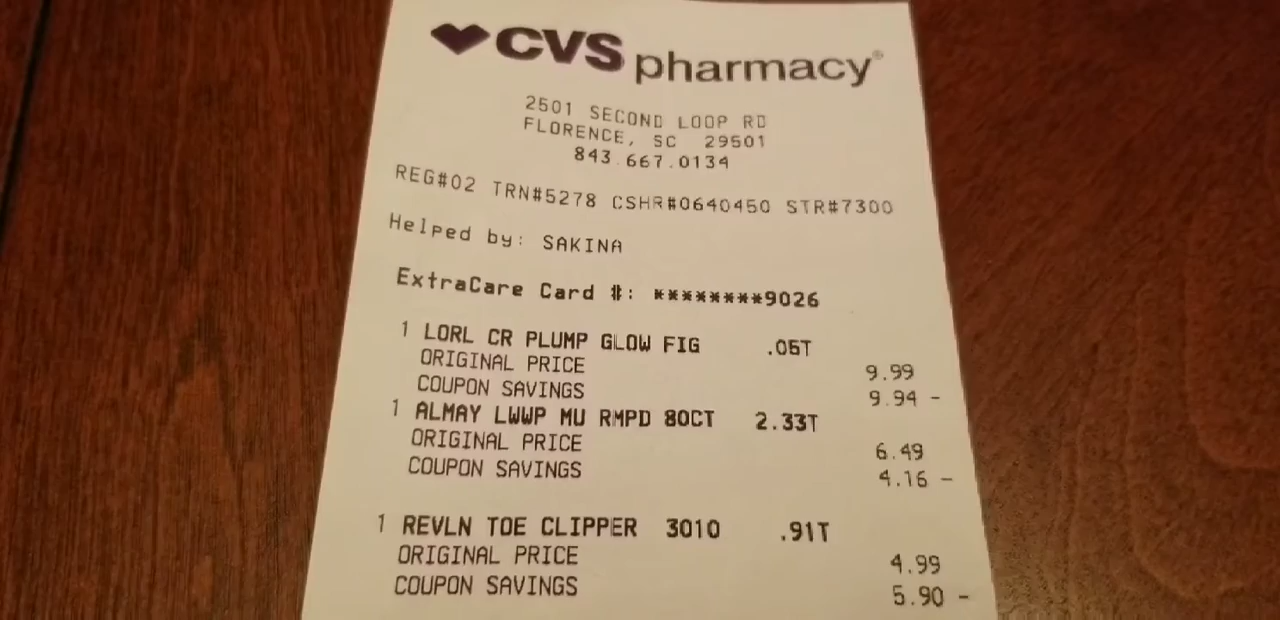 CVS pharmacy®
2501 SECOND LOOP RD
FLORENCE, SC 29501
843.667.0134
REG#02 TRN#5278 CSHR#0640450 STR#7300
Helped by: SAKINA
ExtraCare Card #: ********9026
1 LORL CR PLUMP GLOW FIG .05T
ORIGINAL PRICE 9.99
COUPON SAVINGS 9.94 -
1 ALMAY LWWP MU RMPD 80CT 2.33T
ORIGINAL PRICE 6.49
COUPON SAVINGS 4.16 -
1 REVLN TOE CLIPPER 3010 .91T
ORIGINAL PRICE 4.99
COUPON SAVINGS 5.90 -